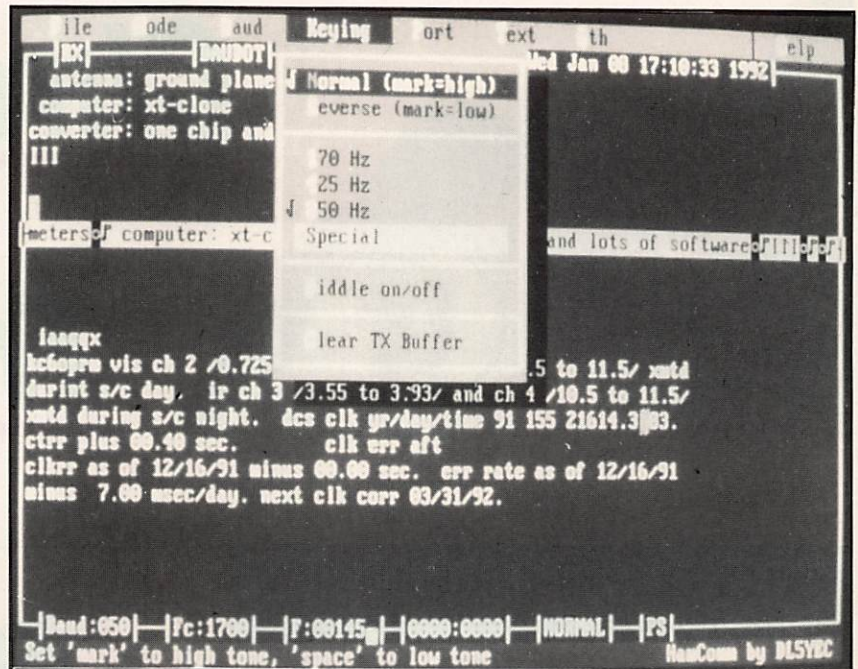 ile ode aud Keying ort ext th elp
RX BAUDOT Wed Jan 08 17:10:33 1992
antenna: ground plane
computer: xt-clone
converter: one chip and
III
√ Normal (mark=high)
everse (mark=low)
70 Hz
25 Hz
√ 50 Hz
Special
iddle on/off
lear TX Buffer
meters computer: xt-c and lots of software
iaaqqx
kc6oprm vis ch 2 /0.725 .5 to 11.5/ xmtd
durint s/c day. ir ch 3 /3.55 to 3.93/ and ch 4 /10.5 to 11.5/
xmtd during s/c night. dcs clk yr/day/time 91 155 21614.3 03.
ctrr plus 00.40 sec. clk err aft
clkrr as of 12/16/91 minus 00.00 sec. err rate as of 12/16/91
minus 7.00 msec/day. next clk corr 03/31/92.
Baud:050 Fc:1700 F:00145 0000:0000 NORMAL PS
Set 'mark' to high tone, 'space' to low tone HamComm by DL5YEC